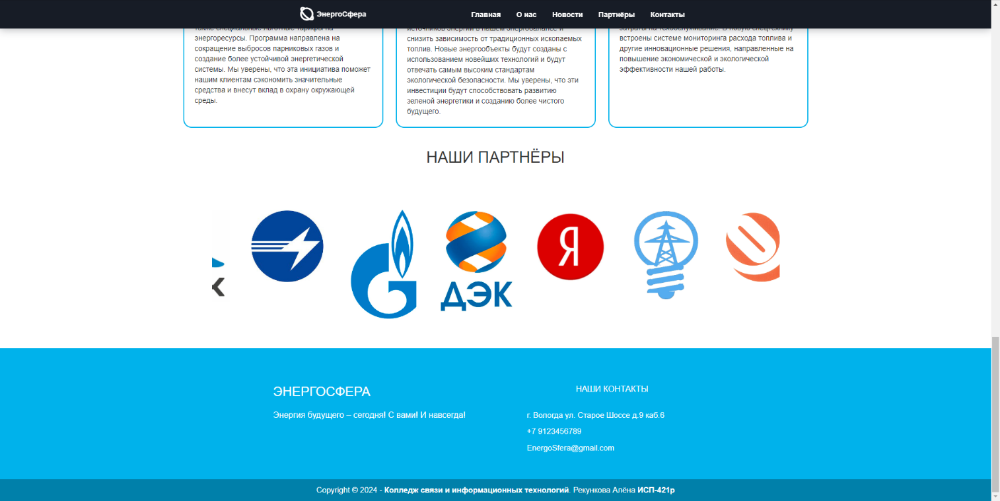 ЭнергоСфера Главная О нас Новости Партнёры Контакты
также специальные льготные тарифы на
энергоресурсы. Программа направлена на
сокращение выбросов парниковых газов и
создание более устойчивой энергетической
системы. Мы уверены, что эта инициатива поможет
нашим клиентам сэкономить значительные
средства и внесут вклад в охрану окружающей
среды.
источников энергии в нашем энергобалансе и
снизить зависимость от традиционных ископаемых
топлив. Новые энергообъекты будут созданы с
использованием новейших технологий и будут
отвечать самым высоким стандартам
экологической безопасности. Мы уверены, что эти
инвестиции будут способствовать развитию
зеленой энергетики и созданию более чистого
будущего.
затраты на техобслуживание. В новую спецтехнику
встроены системе мониторинга расхода топлива и
другие инновационные решения, направленные на
повышение экономической и экологической
эффективности нашей работы.
НАШИ ПАРТНЁРЫ
ДЭК
Я
ЭНЕРГОСФЕРА
Энергия будущего – сегодня! С вами! И навсегда!
НАШИ КОНТАКТЫ
г. Вологда ул. Старое Шоссе д.9 каб.6
+7 9123456789
EnergoSfera@gmail.com
Copyright © 2024 - Колледж связи и информационных технологий. Рекункова Алёна ИСП-421р